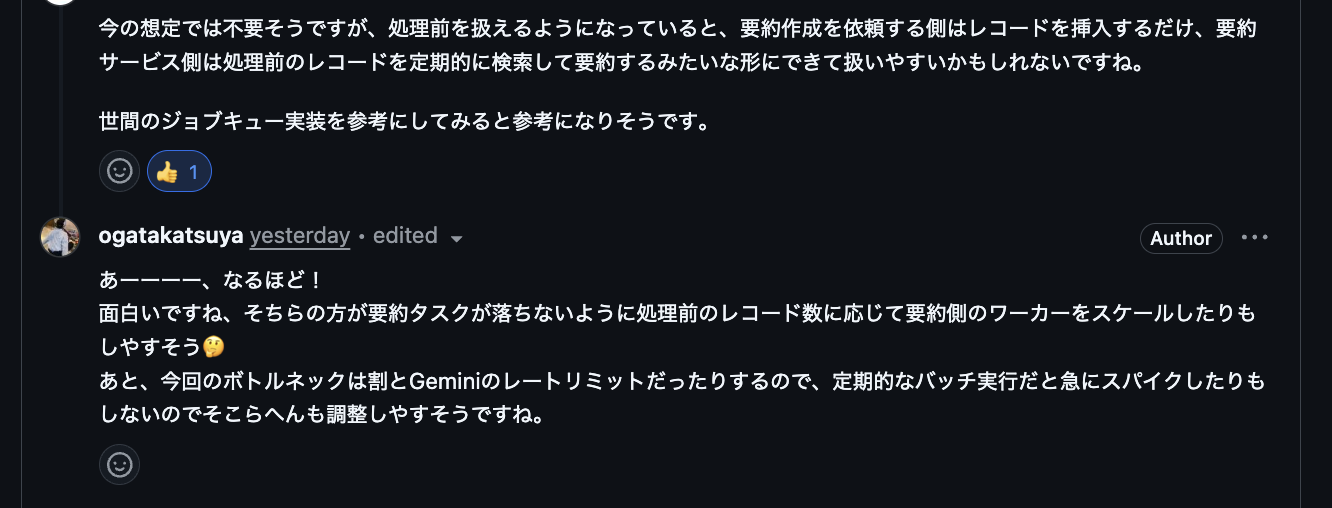 今の想定では不要そうですが、処理前を扱えるようになっていると、要約作成を依頼する側はレコードを挿入するだけ、要約
サービス側は処理前のレコードを定期的に検索して要約するみたいな形にできて扱いやすいかもしれないですね。
世間のジョブキュー実装を参考にしてみると参考になりそうです。
👍 1
ogatakatsuya yesterday • edited
Author
あーーーー、なるほど！
面白いですね、そちらの方が要約タスクが落ちないように処理前のレコード数に応じて要約側のワーカーをスケールしたりも
しやすそう🤔
あと、今回のボトルネックは割とGeminiのレートリミットだったりするので、定期的なバッチ実行だと急にスパイクしたりも
しないのでそこらへんも調整しやすそうですね。